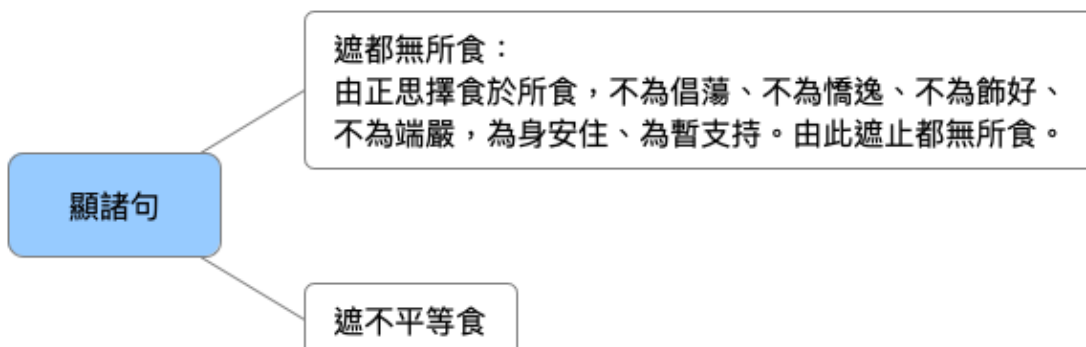 遮都無所食：
由正思擇食於所食，不為倡蕩、不為憍逸、不為飾好、
不為端嚴，為身安住、為暫支持。由此遮止都無所食。
顯諸句
遮不平等食